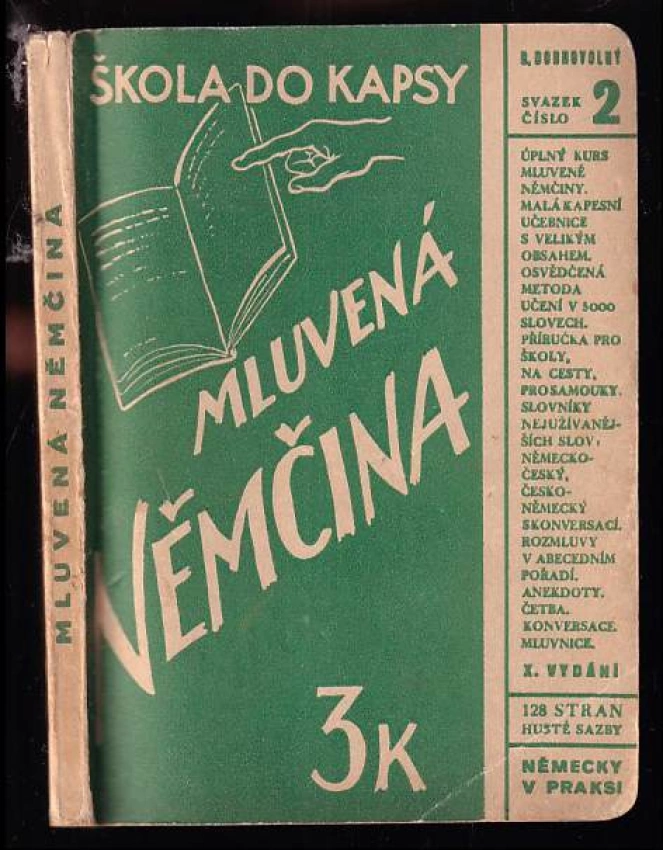 MLUVENÁ NĚMČINA
ŠKOLA DO KAPSY
MLUVENÁ
NĚMČINA
3K
B. DOBROVOLNÝ
SVAZEK
ČÍSLO 2
ÚPLNÝ KURS
MLUVENÉ
NĚMČINY.
MALÁ KAPESNÍ
UČEBNICE
S VELIKÝM
OBSAHEM.
OSVĚDČENÁ
METODA
UČENÍ V 5000
SLOVECH.
PŘÍRUČKA PRO
ŠKOLY,
NA CESTY,
PRO SAMOUKY.
SLOVNÍKY
NEJUŽÍVANĚJ-
ŠÍCH SLOV:
NĚMECKO-
ČESKÝ,
ČESKO-
NĚMECKÝ
S KONVERSACÍ.
ROZMLUVY
V ABECEDNÍM
POŘADÍ.
ANEKDOTY.
ČETBA.
KONVERSACE.
MLUVNICE.
X. VYDÁNÍ
128 STRAN
HUSTÉ SAZBY
NĚMECKY
V PRAKSI